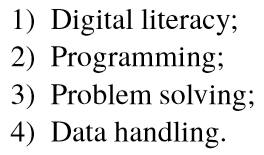 1) Digital literacy;
2) Programming;
3) Problem solving;
4) Data handling.